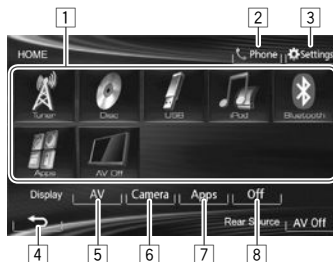 1 2 3
HOME Phone Settings
Tuner Disc USB iPod Bluetooth
Apps AV Off
Display AV Camera Apps Off
Rear Source AV Off
4 5 6 7 8